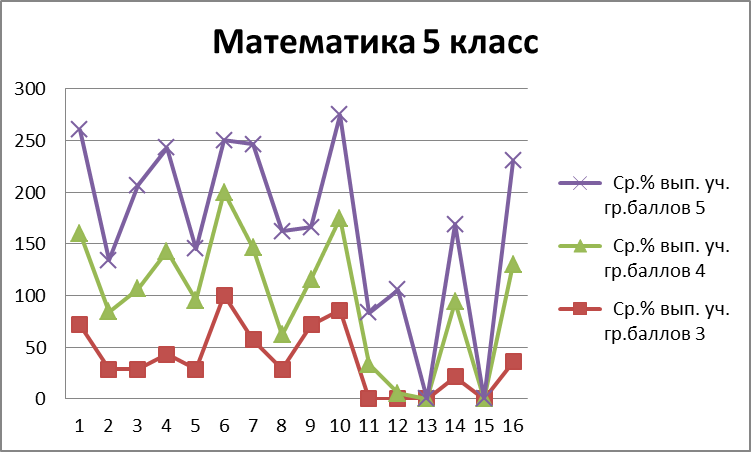 Математика 5 класс
300
250
200
150
100
50
0
1 2 3 4 5 6 7 8 9 10 11 12 13 14 15 16
Ср.% вып. уч.
гр.баллов 5
Ср.% вып. уч.
гр.баллов 4
Ср.% вып. уч.
гр.баллов 3